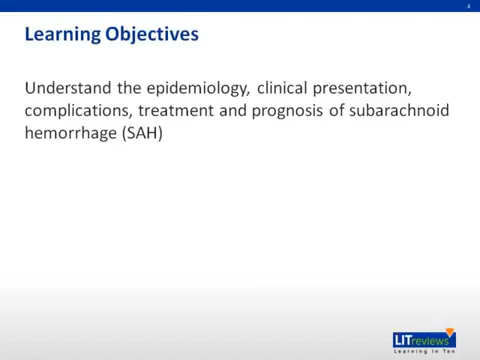 Learning Objectives
Understand the epidemiology, clinical presentation,
complications, treatment and prognosis of subarachnoid
hemorrhage (SAH)
LITreviews
Learning In Ten